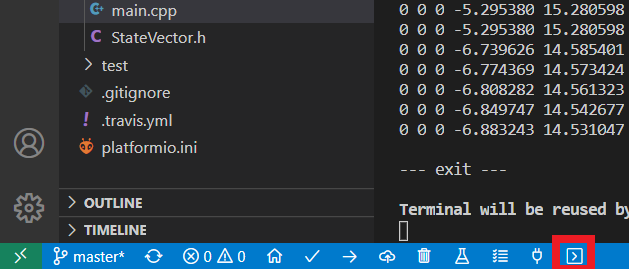 main.cpp
C StateVector.h
test
.gitignore
! .travis.yml
platformio.ini
OUTLINE
TIMELINE
0 0 0 -5.295380 15.280598
0 0 0 -5.295380 15.280598
0 0 0 -6.739626 14.585401
0 0 0 -6.774369 14.573424
0 0 0 -6.808282 14.561323
0 0 0 -6.849747 14.542677
0 0 0 -6.883243 14.531047
--- exit ---
Terminal will be reused by
master* 0 0